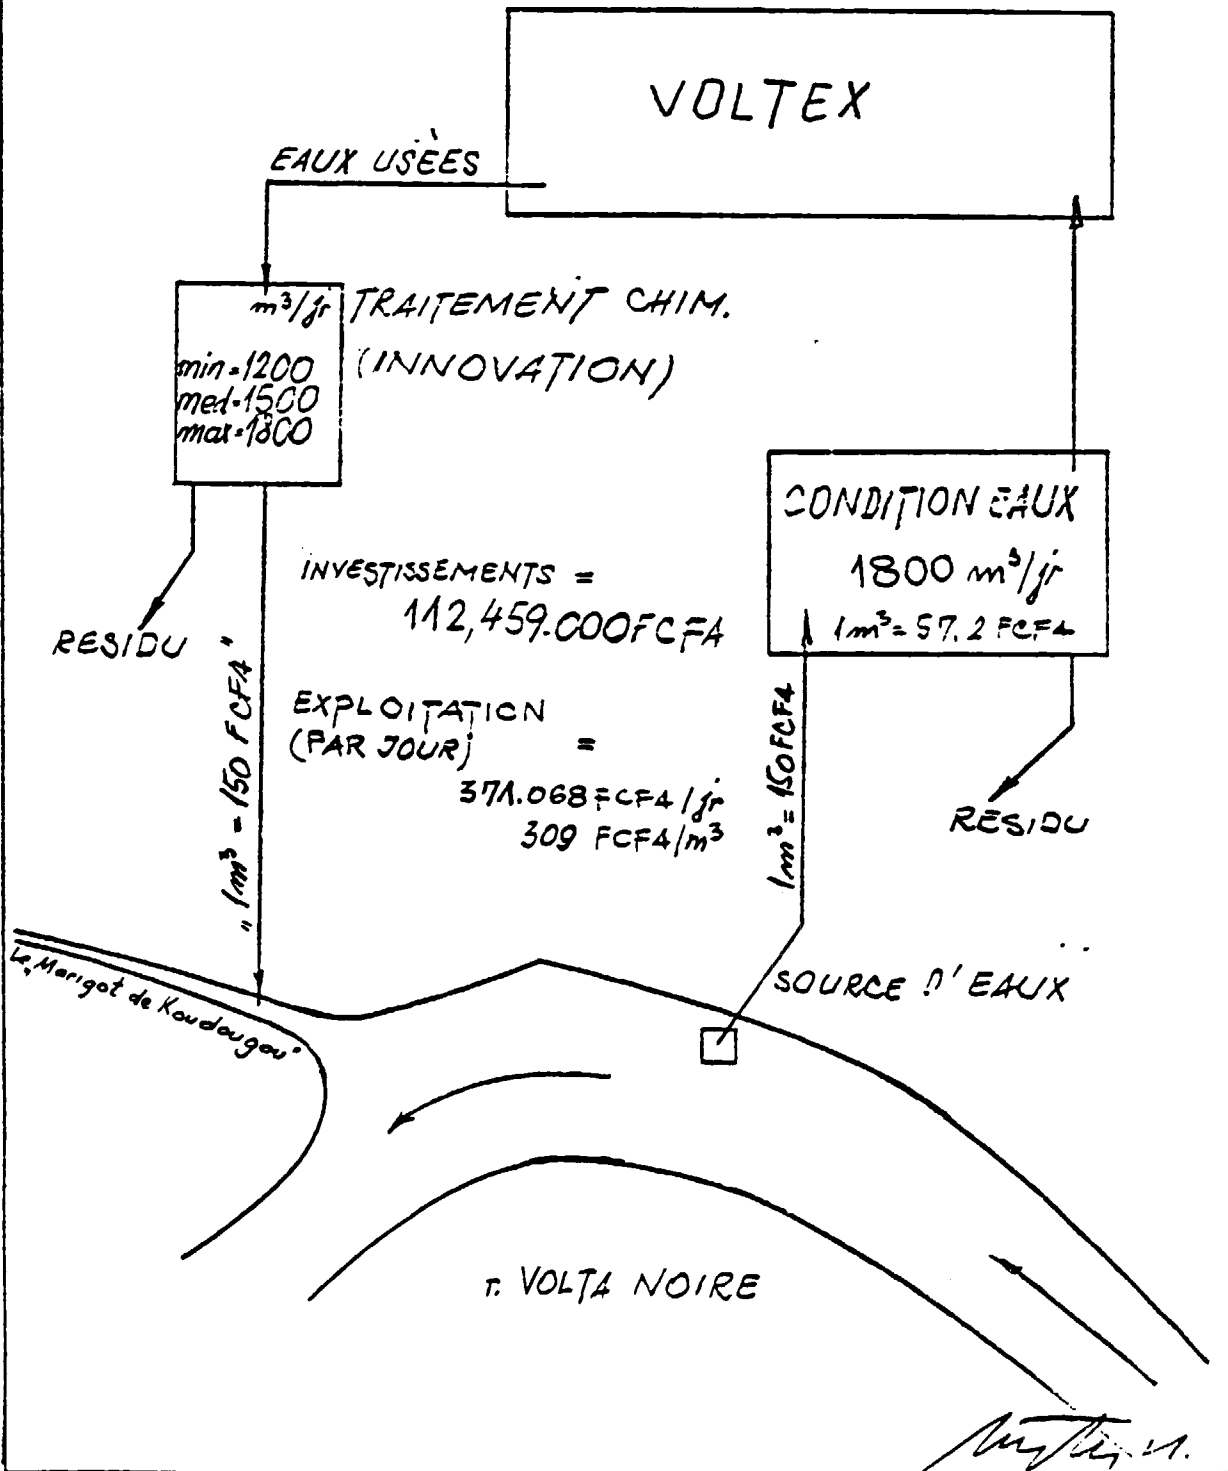 VOLTEX
EAUX USÈES
m³/jr
min=1200
med=1500
max=1800
TRAITEMENT CHIM.
(INNOVATION)
CONDITION EAUX
1800 m³/jr
1m³=57.2 FCFA
INVESTISSEMENTS =
112,459.000FCFA
RESIDU
EXPLOITATION
(PAR JOUR) =
371.068 FCFA/jr
309 FCFA/m³
"1m³=150 FCFA"
1m³=150FCFA
RESIDU
Le „Marigot de Koudougou"
SOURCE D'EAUX
r. VOLTA NOIRE